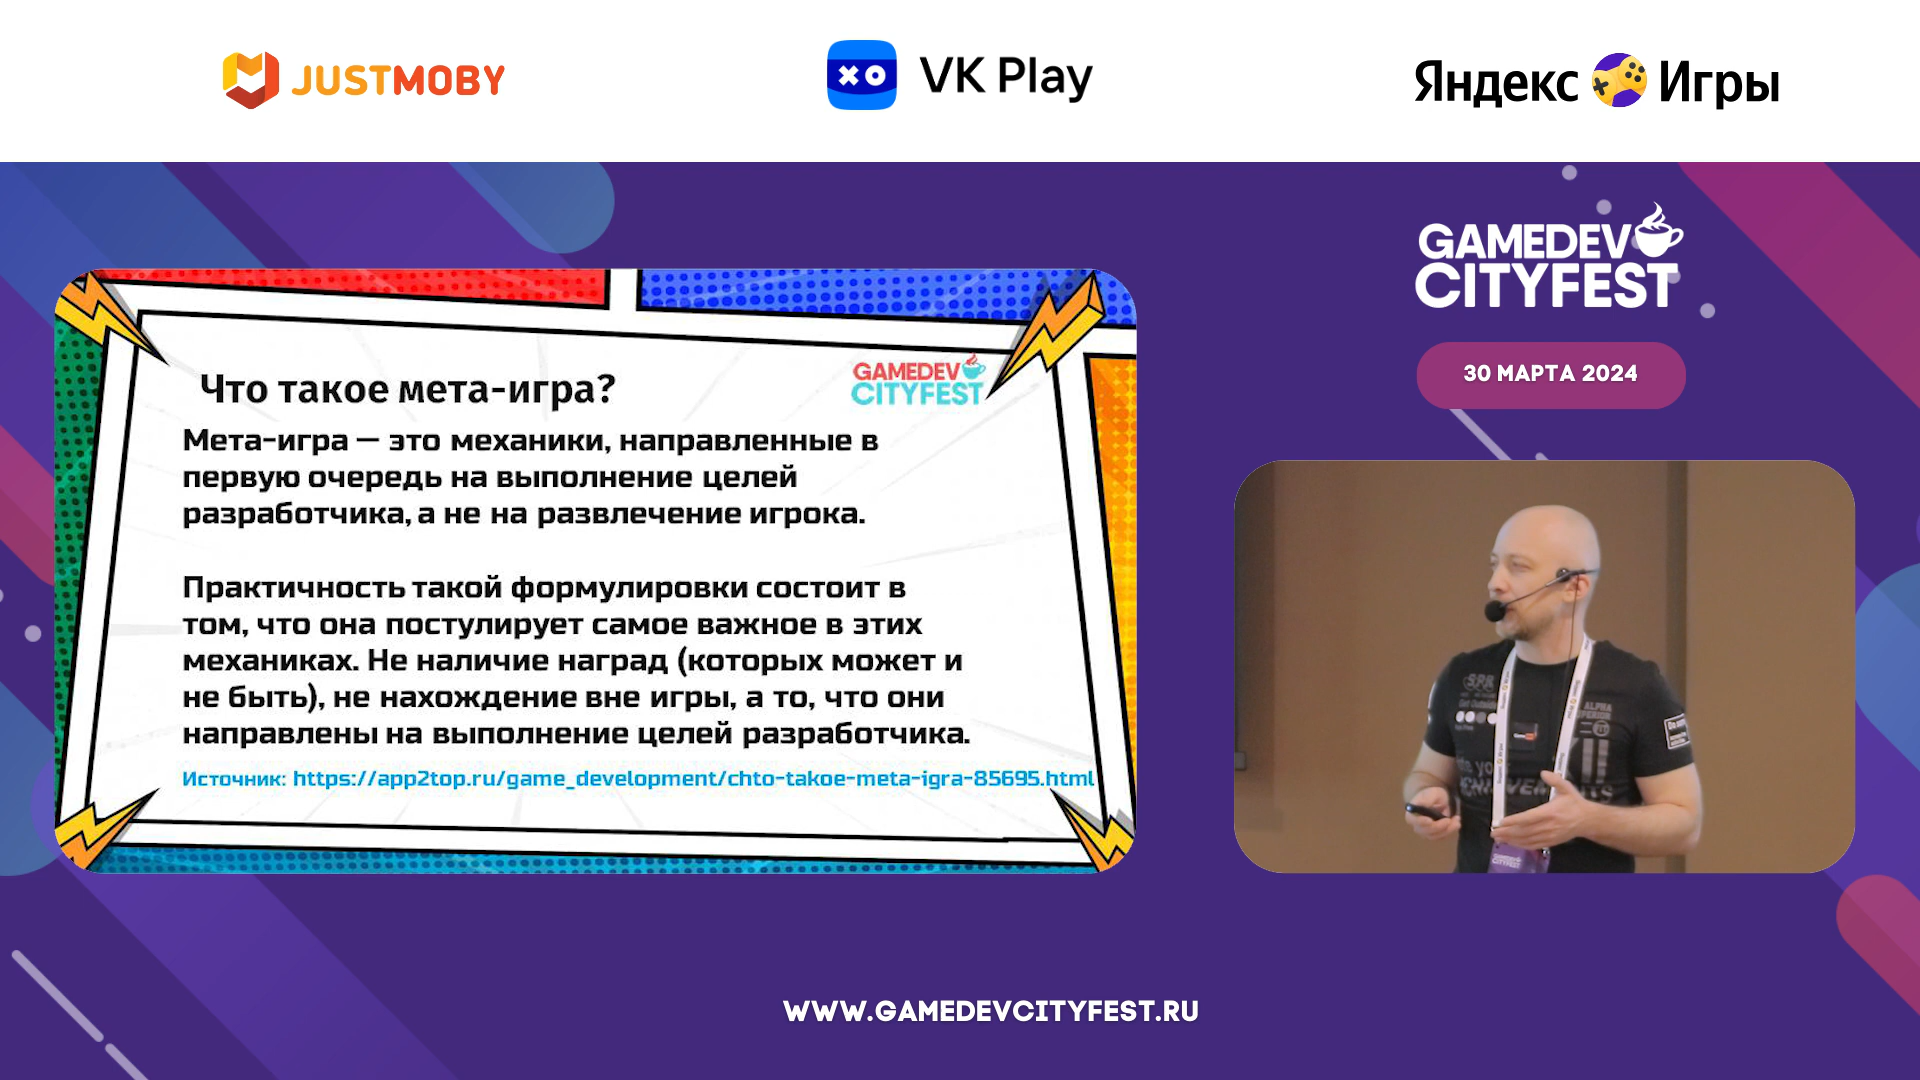 JUSTMOBY
VK Play
Яндекс Игры
GAMEDEV
CITYFEST
30 МАРТА 2024
Что такое мета-игра?
GAMEDEV
CITYFEST
Мета-игра — это механики, направленные в
первую очередь на выполнение целей
разработчика, а не на развлечение игрока.
Практичность такой формулировки состоит в
том, что она постулирует самое важное в этих
механиках. Не наличие наград (которых может и
не быть), не нахождение вне игры, а то, что они
направлены на выполнение целей разработчика.
Источник: https://app2top.ru/game_development/chto-takoe-meta-igra-85695.html
WWW.GAMEDEVCITYFEST.RU